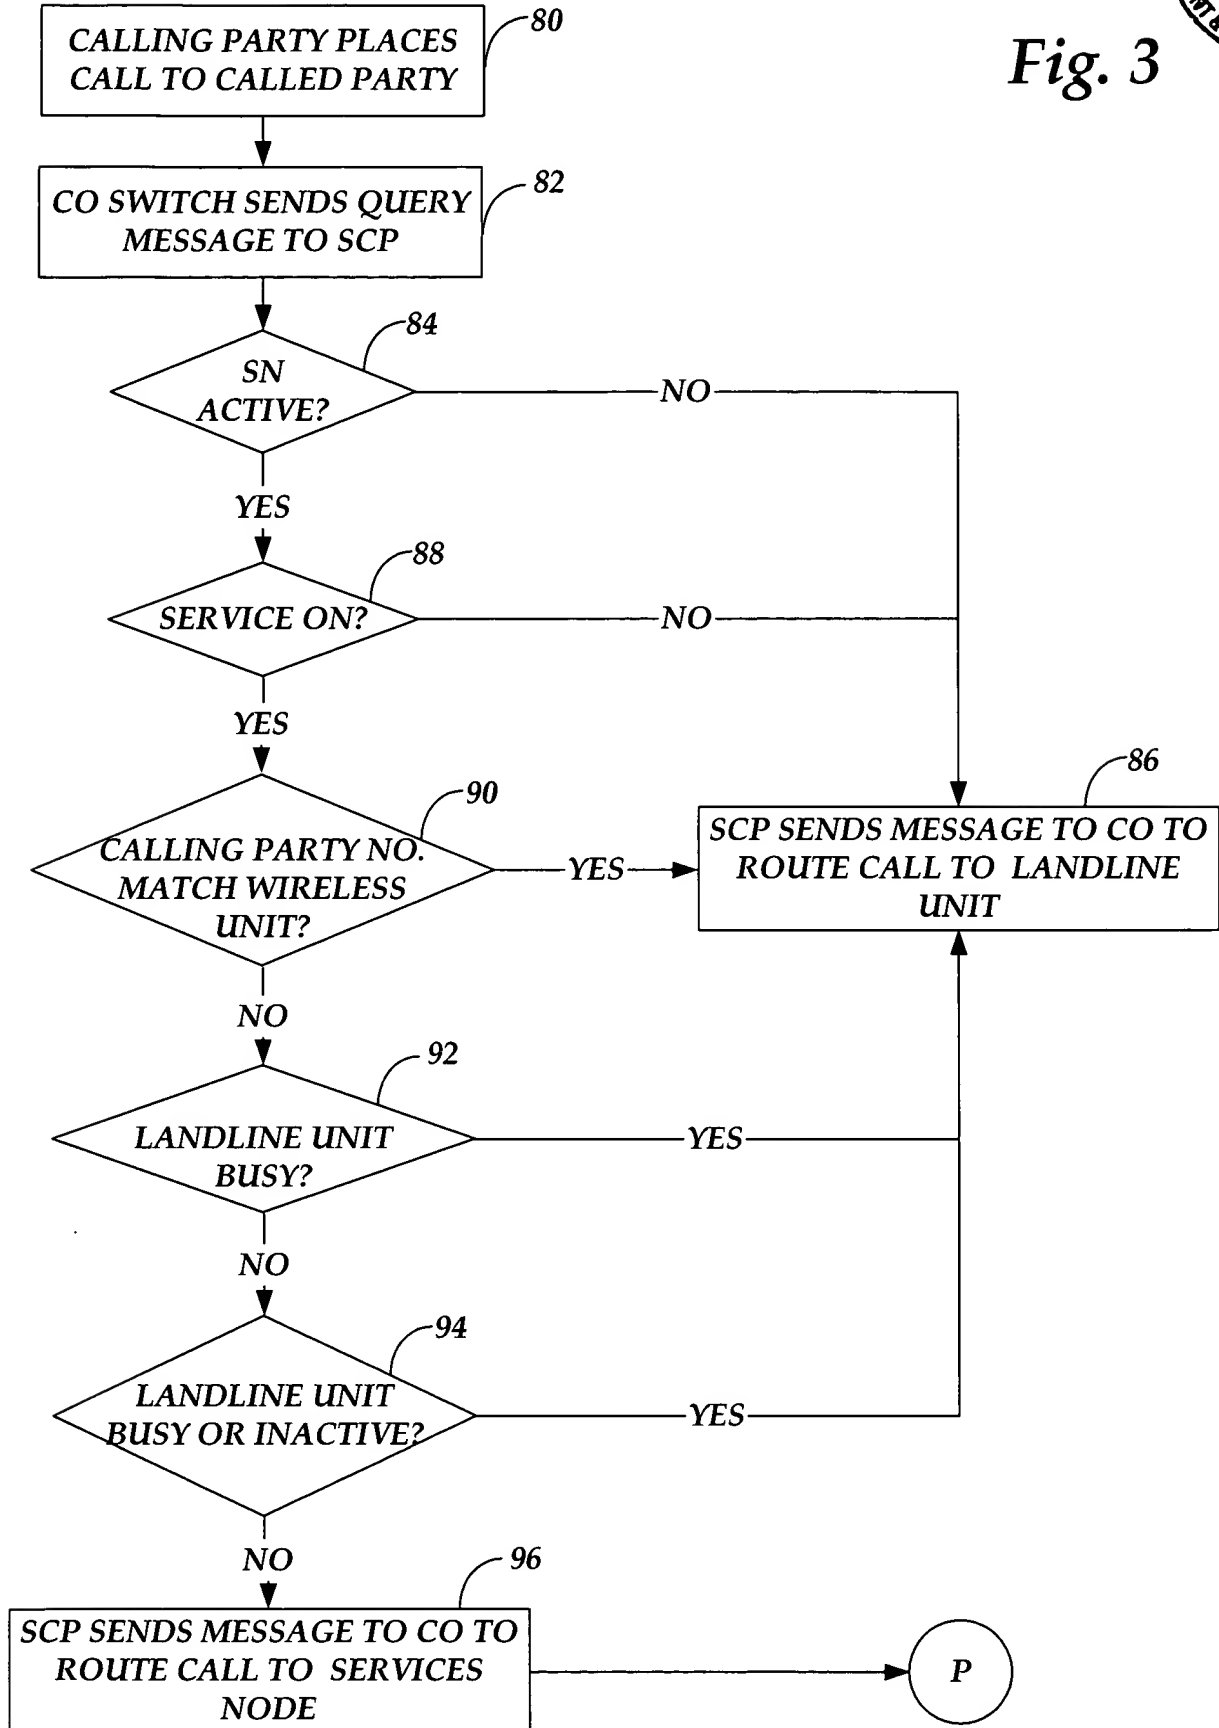 80
CALLING PARTY PLACES
CALL TO CALLED PARTY
Fig. 3
82
CO SWITCH SENDS QUERY
MESSAGE TO SCP
84
SN
ACTIVE?
NO
YES
88
SERVICE ON?
NO
YES
86
SCP SENDS MESSAGE TO CO TO
ROUTE CALL TO LANDLINE
UNIT
90
CALLING PARTY NO.
MATCH WIRELESS
UNIT?
YES
NO
92
LANDLINE UNIT
BUSY?
YES
NO
94
LANDLINE UNIT
BUSY OR INACTIVE?
YES
NO
96
SCP SENDS MESSAGE TO CO TO
ROUTE CALL TO SERVICES
NODE
P